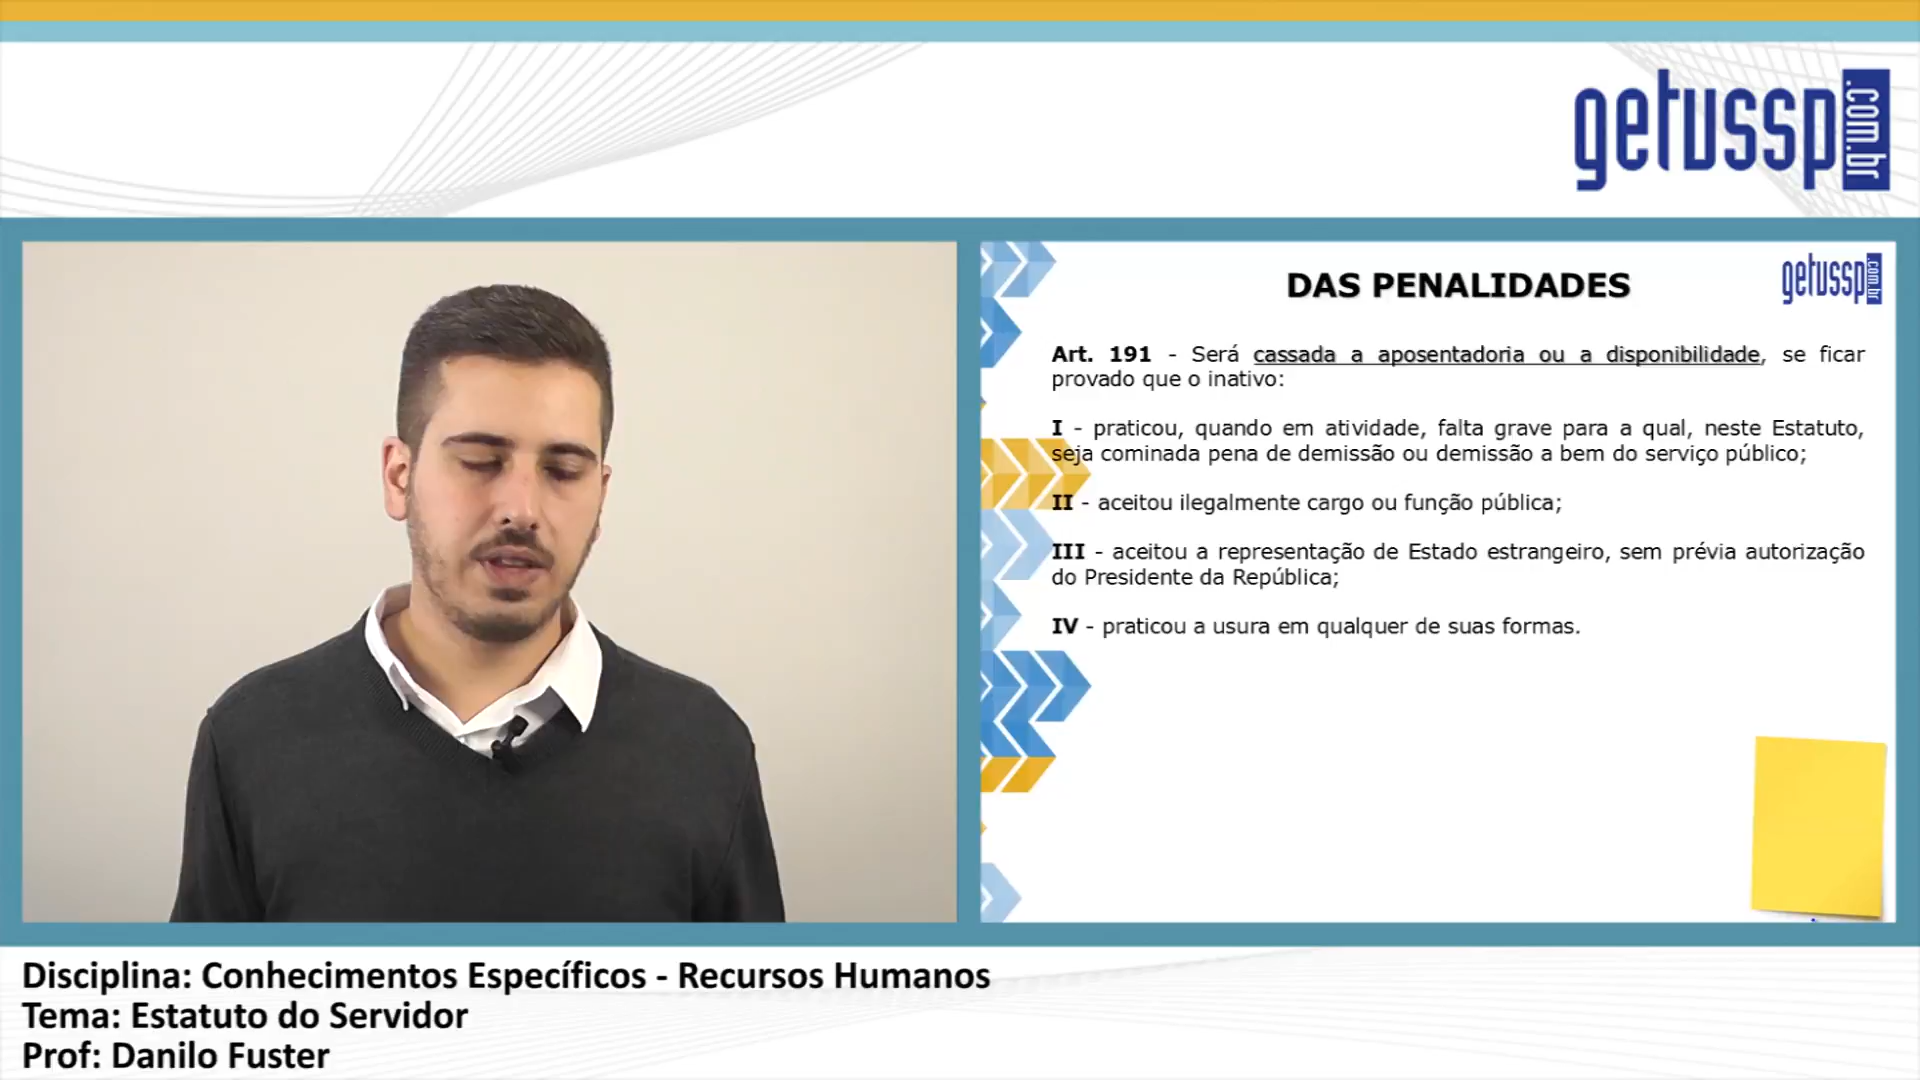 getussp.com.br
getussp.com.br
DAS PENALIDADES
Art. 191 - Será cassada a aposentadoria ou a disponibilidade, se ficar
provado que o inativo:
I - praticou, quando em atividade, falta grave para a qual, neste Estatuto,
seja cominada pena de demissão ou demissão a bem do serviço público;
II - aceitou ilegalmente cargo ou função pública;
III - aceitou a representação de Estado estrangeiro, sem prévia autorização
do Presidente da República;
IV - praticou a usura em qualquer de suas formas.
Disciplina: Conhecimentos Específicos - Recursos Humanos
Tema: Estatuto do Servidor
Prof: Danilo Fuster